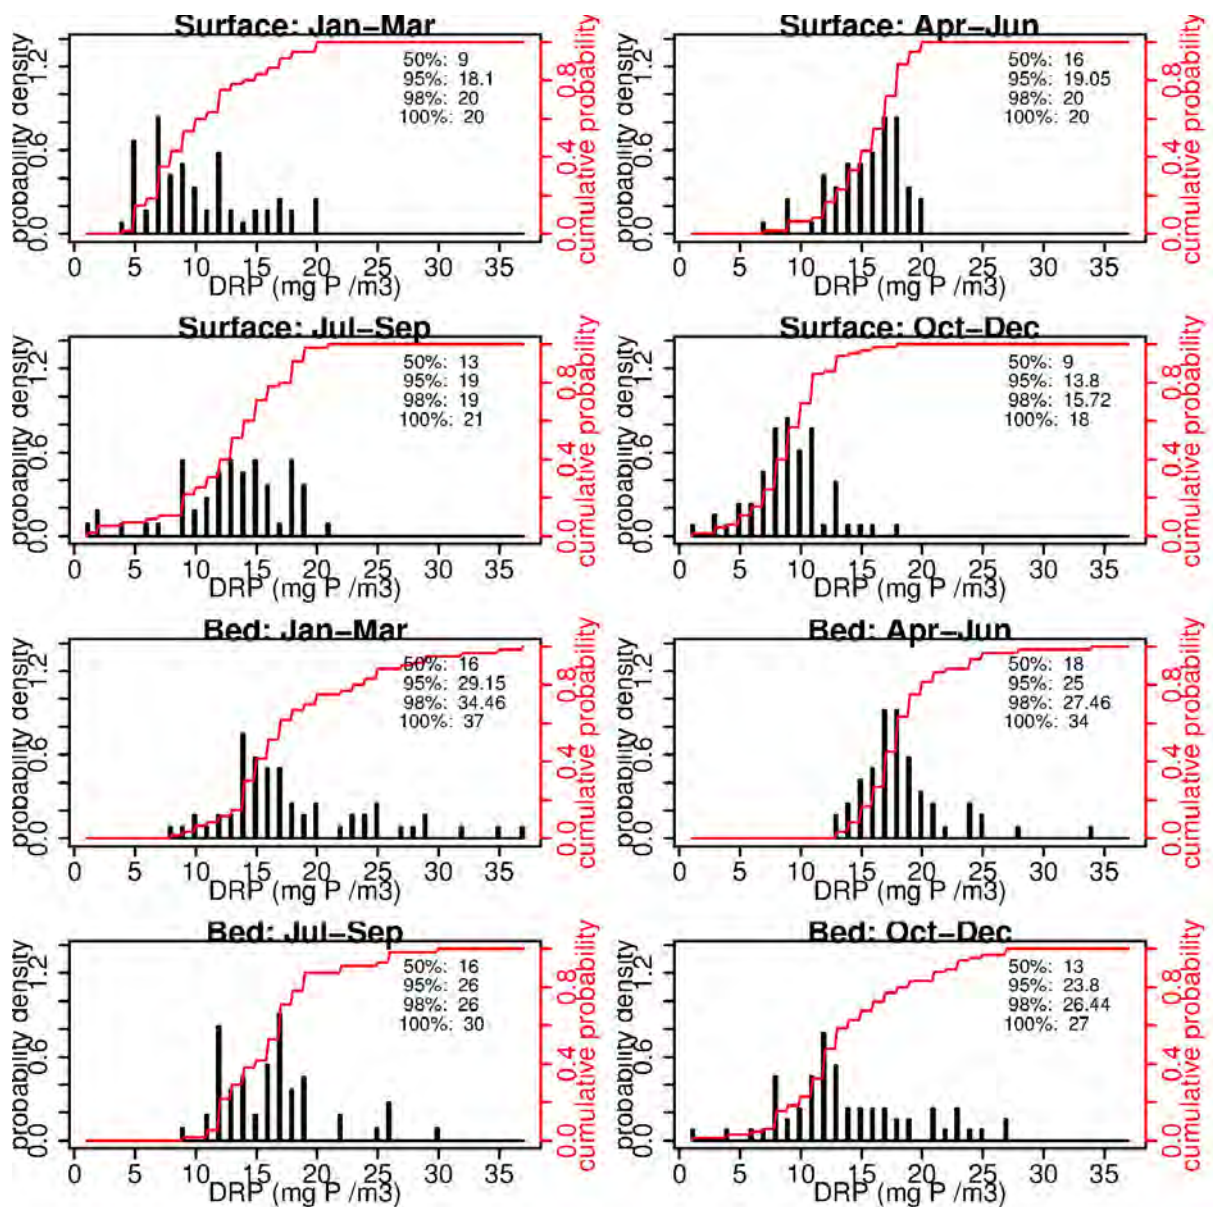 Surface: Jan−Mar
probability density
0.0 0.6 1.2
50%: 9
95%: 18.1
98%: 20
100%: 20
0.0 0.4 0.8
cumulative probability
0 5 10 15 20 25 30 35
DRP (mg P /m3)
Surface: Apr−Jun
probability density
0.0 0.6 1.2
50%: 16
95%: 19.05
98%: 20
100%: 20
0.0 0.4 0.8
cumulative probability
0 5 10 15 20 25 30 35
DRP (mg P /m3)
Surface: Jul−Sep
probability density
0.0 0.6 1.2
50%: 13
95%: 19
98%: 19
100%: 21
0.0 0.4 0.8
cumulative probability
0 5 10 15 20 25 30 35
DRP (mg P /m3)
Surface: Oct−Dec
probability density
0.0 0.6 1.2
50%: 9
95%: 13.8
98%: 15.72
100%: 18
0.0 0.4 0.8
cumulative probability
0 5 10 15 20 25 30 35
DRP (mg P /m3)
Bed: Jan−Mar
probability density
0.0 0.6 1.2
50%: 16
95%: 29.15
98%: 34.46
100%: 37
0.0 0.4 0.8
cumulative probability
0 5 10 15 20 25 30 35
DRP (mg P /m3)
Bed: Apr−Jun
probability density
0.0 0.6 1.2
50%: 18
95%: 25
98%: 27.46
100%: 34
0.0 0.4 0.8
cumulative probability
0 5 10 15 20 25 30 35
DRP (mg P /m3)
Bed: Jul−Sep
probability density
0.0 0.6 1.2
50%: 16
95%: 26
98%: 26
100%: 30
0.0 0.4 0.8
cumulative probability
0 5 10 15 20 25 30 35
DRP (mg P /m3)
Bed: Oct−Dec
probability density
0.0 0.6 1.2
50%: 13
95%: 23.8
98%: 26.44
100%: 27
0.0 0.4 0.8
cumulative probability
0 5 10 15 20 25 30 35
DRP (mg P /m3)